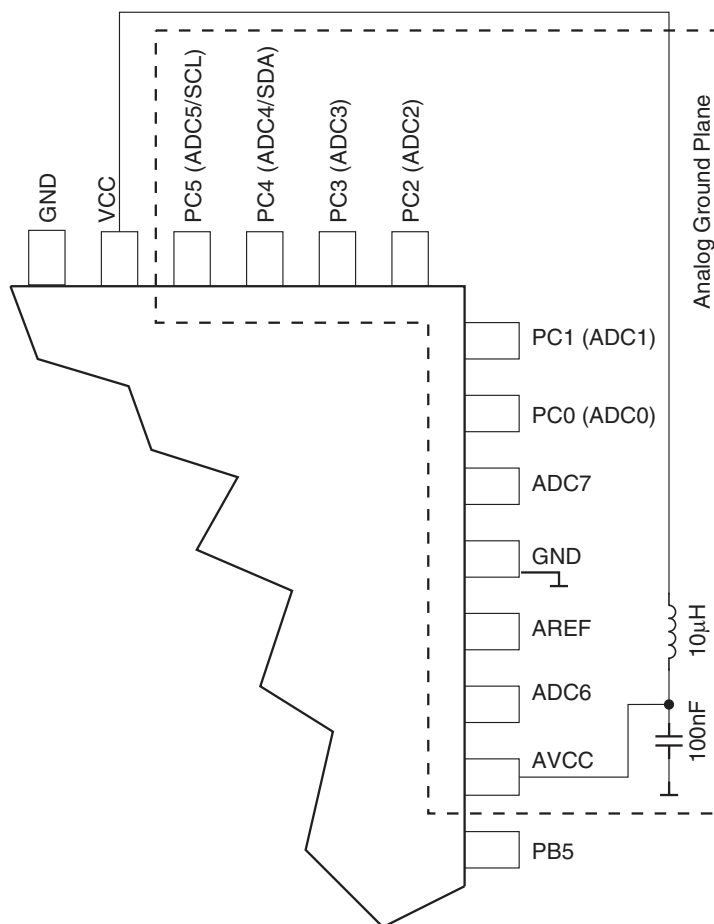 GND
VCC
PC5 (ADC5/SCL)
PC4 (ADC4/SDA)
PC3 (ADC3)
PC2 (ADC2)
Analog Ground Plane
PC1 (ADC1)
PC0 (ADC0)
ADC7
GND
AREF
10μH
ADC6
100nF
AVCC
PB5